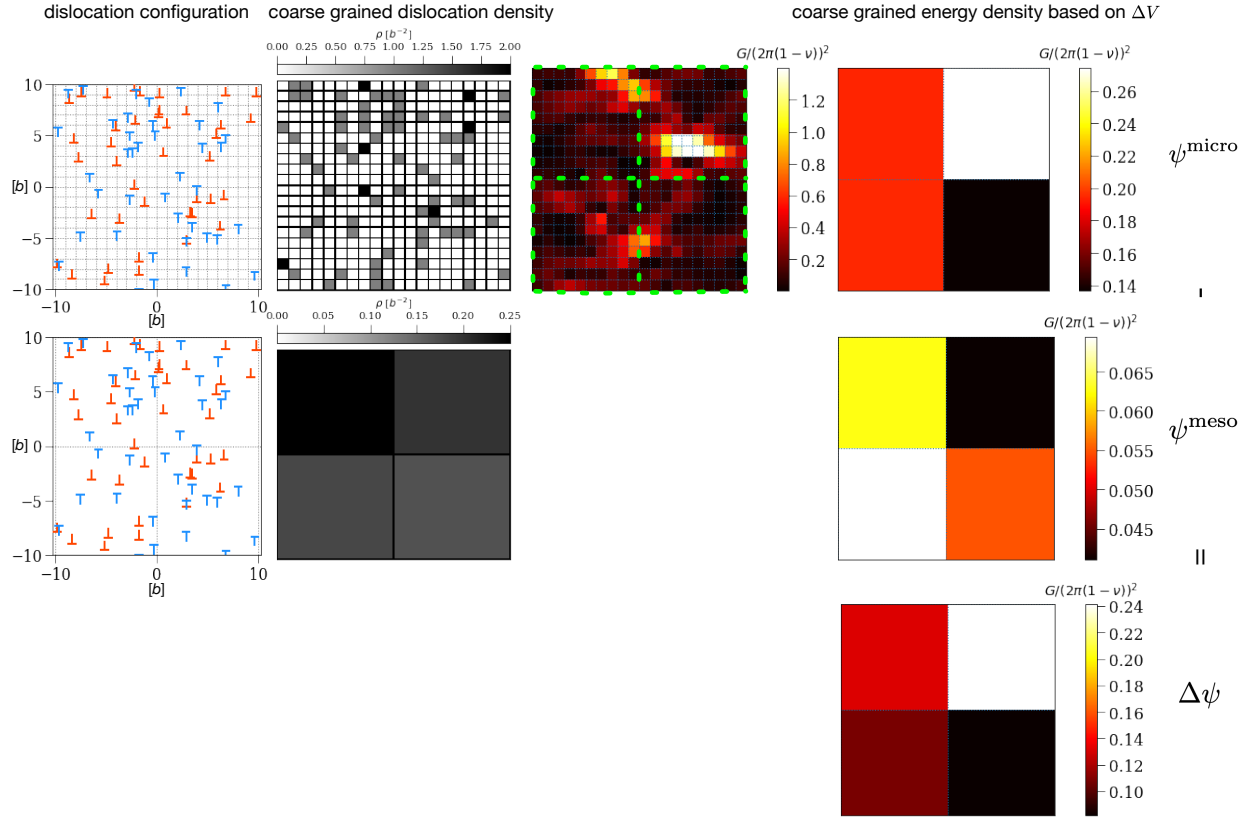 dislocation configuration coarse grained dislocation density coarse grained energy density based on ΔV
ρ [b⁻²]
0.00 0.25 0.50 0.75 1.00 1.25 1.50 1.75 2.00
G/(2π(1 − ν))²
G/(2π(1 − ν))²
10
5
[b] 0
−5
−10
−10 0 10
[b]
1.2
1.0
0.8
0.6
0.4
0.2
0.26
0.24
0.22
0.20
0.18
0.16
0.14
ψ^micro
ρ [b⁻²]
0.00 0.05 0.10 0.15 0.20 0.25
–
G/(2π(1 − ν))²
10
5
[b] 0
−5
−10
−10 0 10
[b]
0.065
0.060
0.055
0.050
0.045
ψ^meso
=
G/(2π(1 − ν))²
0.24
0.22
0.20
0.18
0.16
0.14
0.12
0.10
Δψ